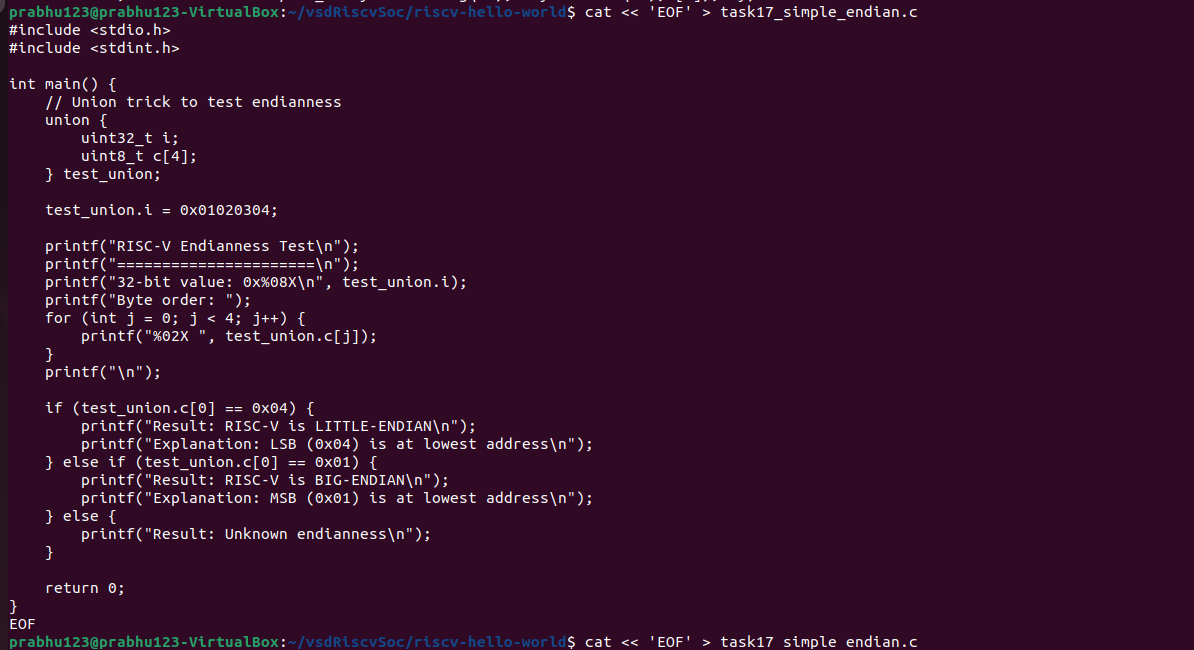 prabhu123@prabhu123-VirtualBox:~/vsdRiscvSoc/riscv-hello-world$ cat << 'EOF' > task17_simple_endian.c
#include <stdio.h>
#include <stdint.h>

int main() {
    // Union trick to test endianness
    union {
        uint32_t i;
        uint8_t c[4];
    } test_union;

    test_union.i = 0x01020304;

    printf("RISC-V Endianness Test\n");
    printf("======================\n");
    printf("32-bit value: 0x%08X\n", test_union.i);
    printf("Byte order: ");
    for (int j = 0; j < 4; j++) {
        printf("%02X ", test_union.c[j]);
    }
    printf("\n");

    if (test_union.c[0] == 0x04) {
        printf("Result: RISC-V is LITTLE-ENDIAN\n");
        printf("Explanation: LSB (0x04) is at lowest address\n");
    } else if (test_union.c[0] == 0x01) {
        printf("Result: RISC-V is BIG-ENDIAN\n");
        printf("Explanation: MSB (0x01) is at lowest address\n");
    } else {
        printf("Result: Unknown endianness\n");
    }

    return 0;
}
EOF
prabhu123@prabhu123-VirtualBox:~/vsdRiscvSoc/riscv-hello-world$ cat << 'EOF' > task17_simple_endian.c